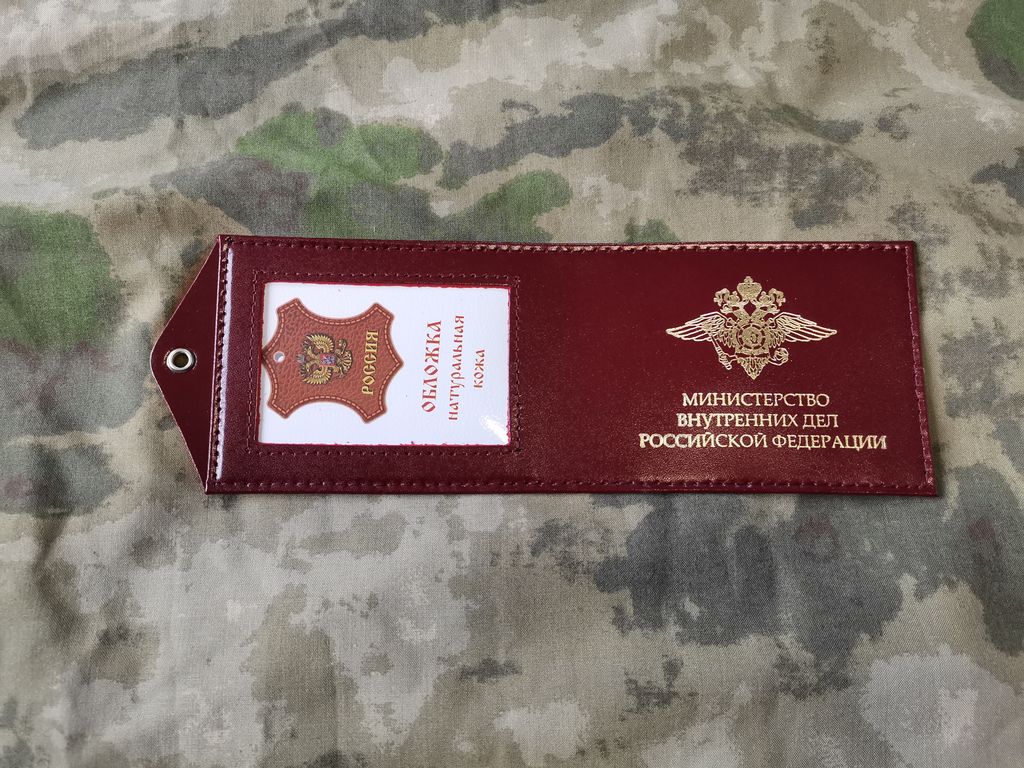 РОССИЯ
ОБЛОЖКА
натуральная
кожа
МИНИСТЕРСТВО
ВНУТРЕННИХ ДЕЛ
РОССИЙСКОЙ ФЕДЕРАЦИИ